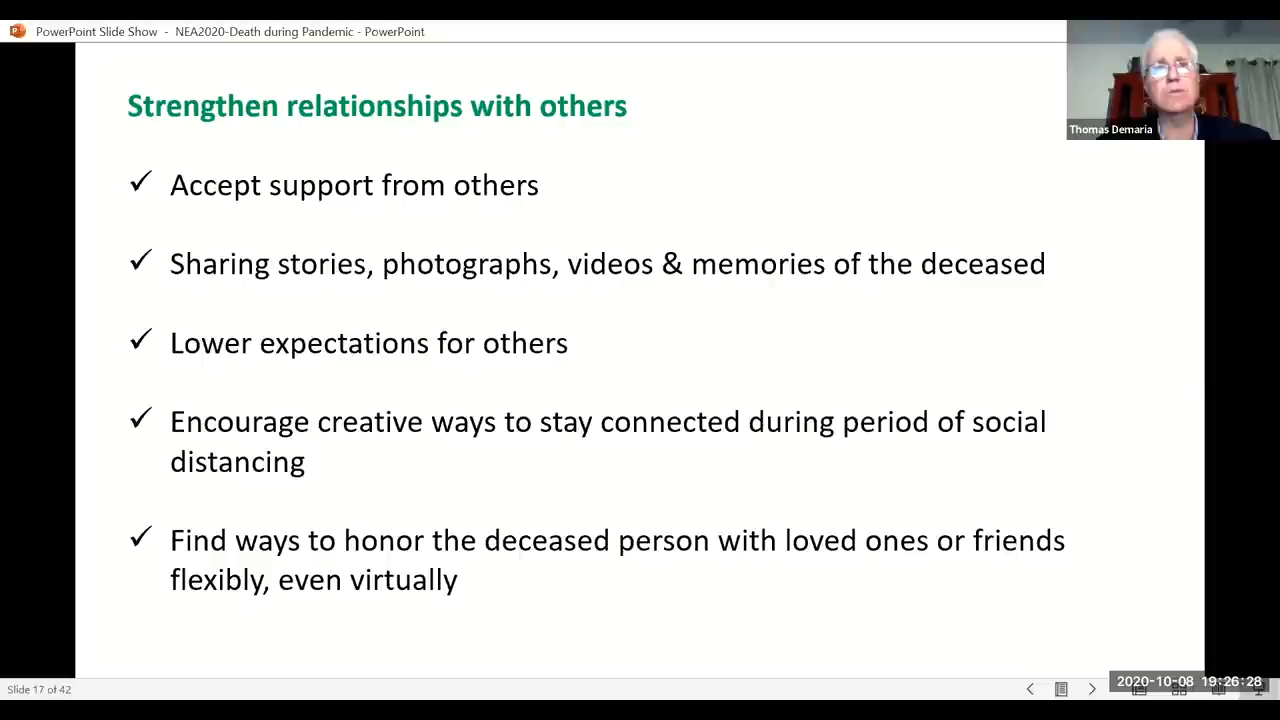 PowerPoint Slide Show - NEA2020-Death during Pandemic - PowerPoint
Thomas Demaria
Strengthen relationships with others
✓ Accept support from others
✓ Sharing stories, photographs, videos & memories of the deceased
✓ Lower expectations for others
✓ Encourage creative ways to stay connected during period of social
distancing
✓ Find ways to honor the deceased person with loved ones or friends
flexibly, even virtually
Slide 17 of 42
2020-10-08 19:26:28